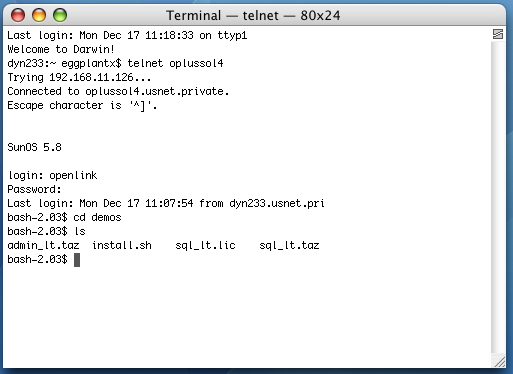 Terminal — telnet — 80x24
Last login: Mon Dec 17 11:18:33 on ttyp1
Welcome to Darwin!
dyn233:~ eggplantx$ telnet oplussol4
Trying 192.168.11.126...
Connected to oplussol4.usnet.private.
Escape character is '^]'.
SunOS 5.8
login: openlink
Password:
Last login: Mon Dec 17 11:07:54 from dyn233.usnet.pri
bash-2.03$ cd demos
bash-2.03$ ls
admin_lt.taz  install.sh   sql_lt.lic   sql_lt.taz
bash-2.03$